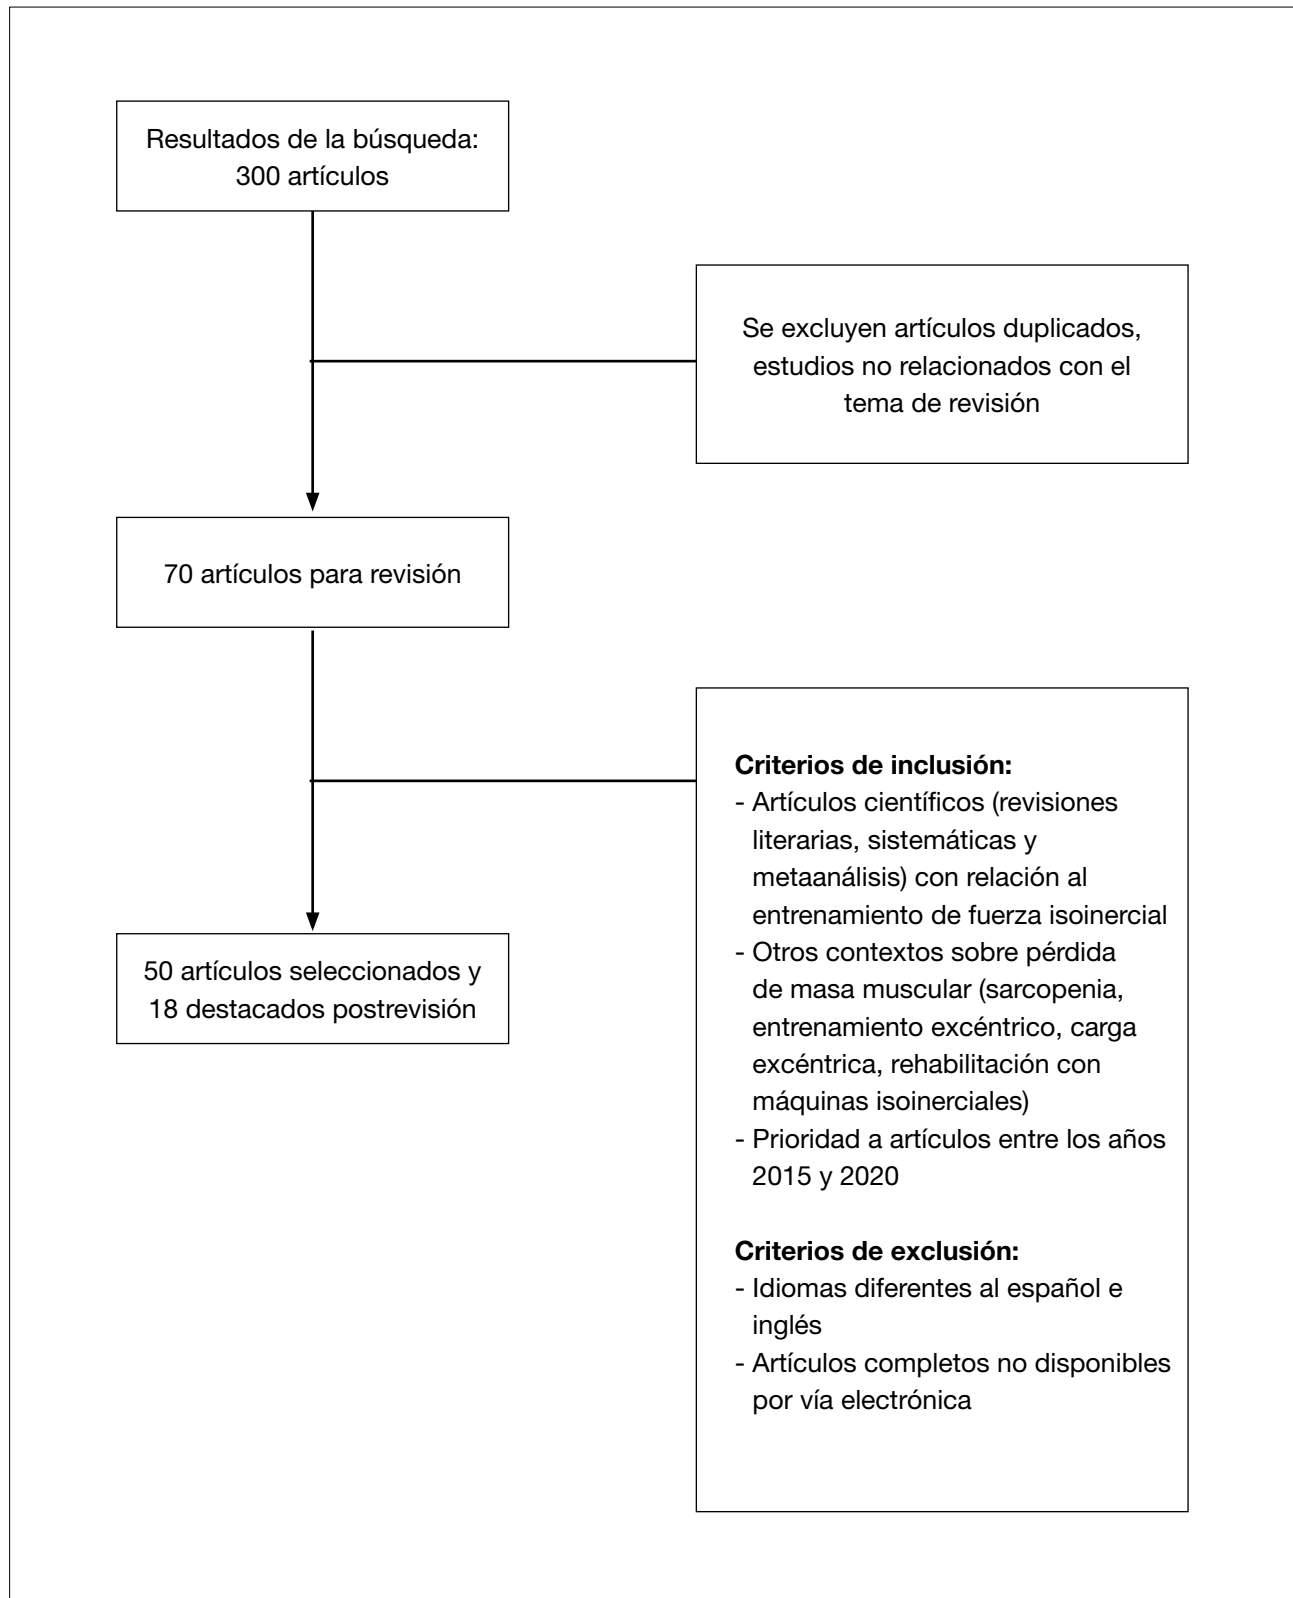 Resultados de la búsqueda:
300 artículos
Se excluyen artículos duplicados,
estudios no relacionados con el
tema de revisión
70 artículos para revisión
Criterios de inclusión:
- Artículos científicos (revisiones
literarias, sistemáticas y
metaanálisis) con relación al
entrenamiento de fuerza isoinercial
- Otros contextos sobre pérdida
de masa muscular (sarcopenia,
entrenamiento excéntrico, carga
excéntrica, rehabilitación con
máquinas isoinerciales)
- Prioridad a artículos entre los años
2015 y 2020
Criterios de exclusión:
- Idiomas diferentes al español e
inglés
- Artículos completos no disponibles
por vía electrónica
50 artículos seleccionados y
18 destacados postrevisión